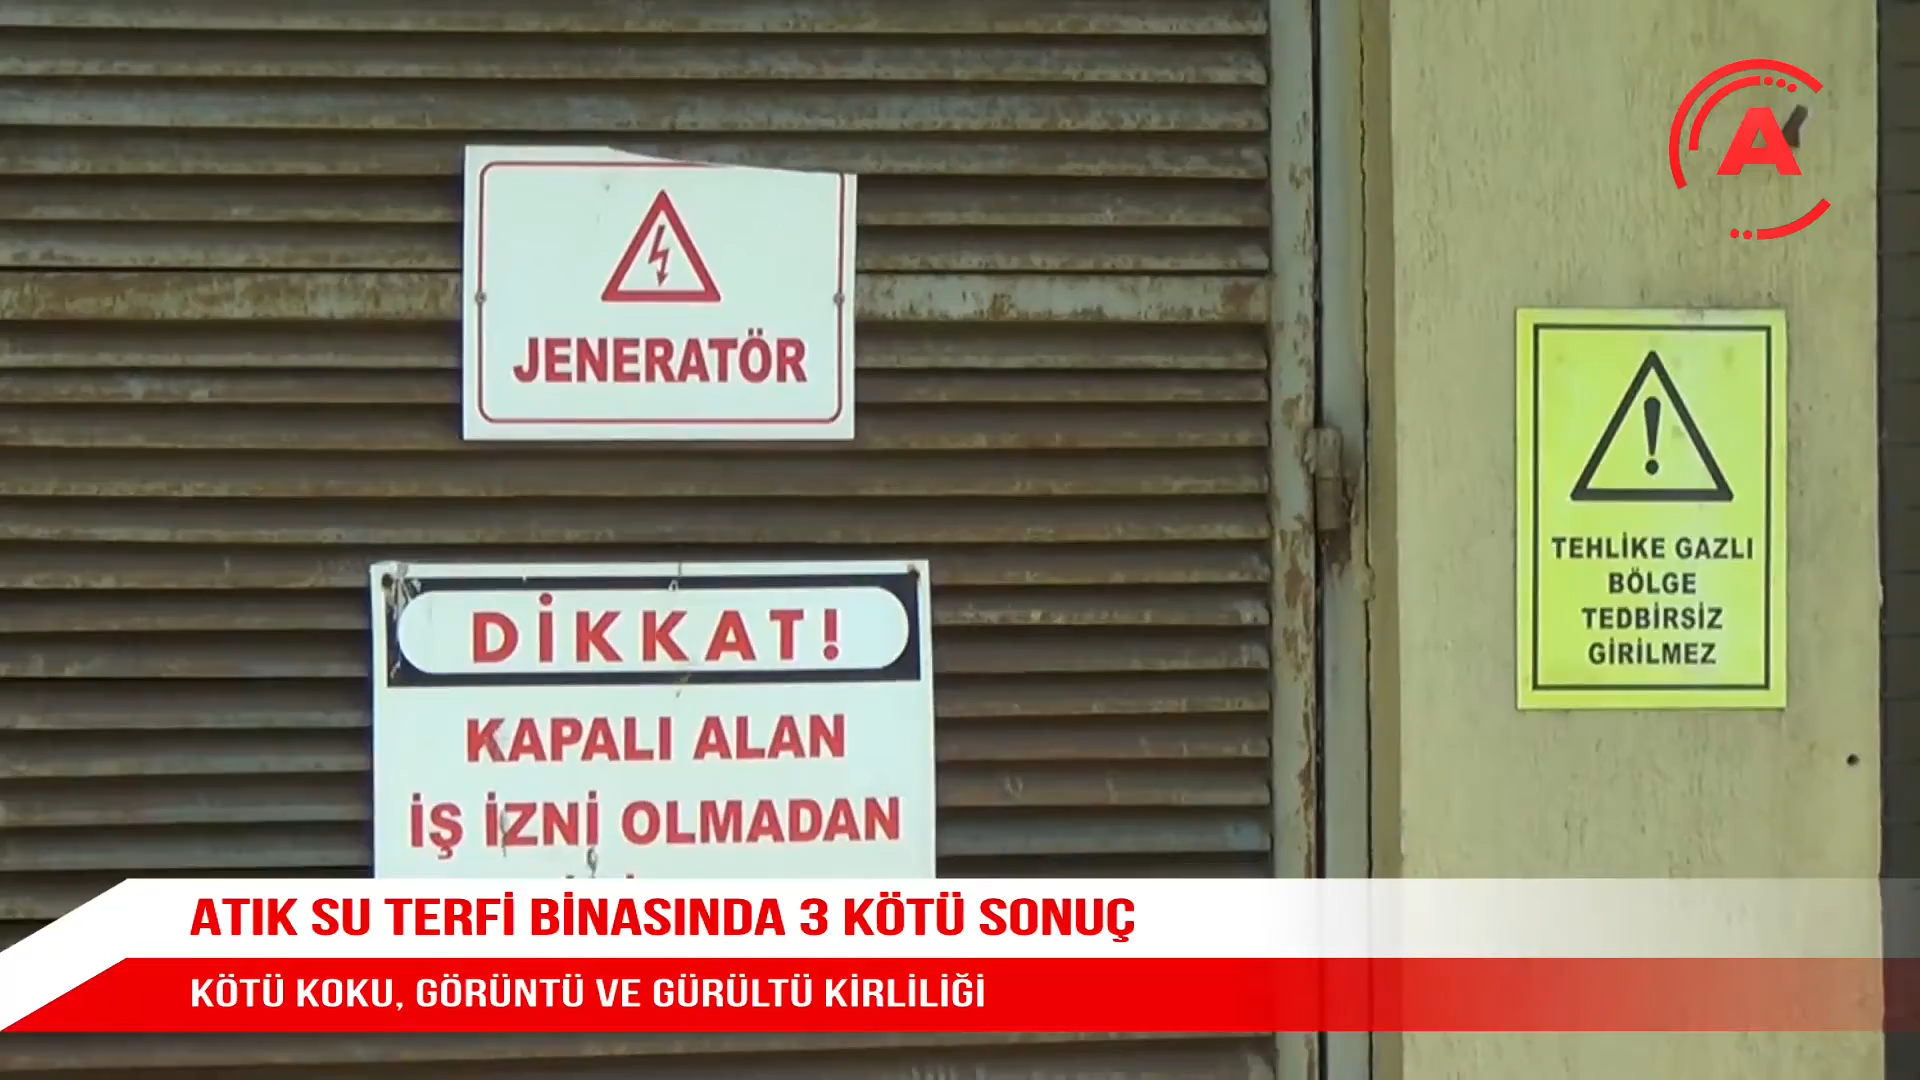 A
JENERATÖR
TEHLİKE GAZLI
BÖLGE
TEDBİRSİZ
GİRİLMEZ
DİKKAT!
KAPALI ALAN
İŞ İZNİ OLMADAN
ATIK SU TERFİ BİNASINDA 3 KÖTÜ SONUÇ
KÖTÜ KOKU, GÖRÜNTÜ VE GÜRÜLTÜ KİRLİLİĞİ